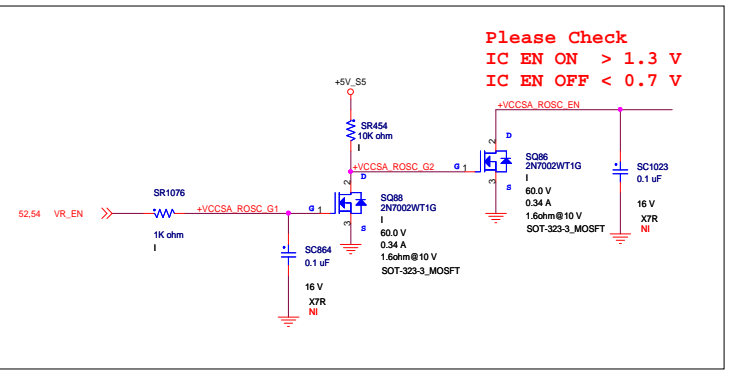 Please Check
IC EN ON > 1.3 V
IC EN OFF < 0.7 V
+5V_S5
+VCCSA_ROSC_EN
SR454
10K ohm
I
2
D
SQ86
2N7002WT1G
I
60.0 V
0.34 A
1.6ohm@10 V
SOT-323-3_MOSFT
G 1
3
S
SC1023
0.1 uF
16 V
X7R
NI
+VCCSA_ROSC_G2
D
2
SR1076
52,54 VR_EN
1K ohm
I
+VCCSA_ROSC_G1
G 1
3
S
SQ88
2N7002WT1G
I
60.0 V
0.34 A
1.6ohm@10 V
SOT-323-3_MOSFT
SC864
0.1 uF
16 V
X7R
NI